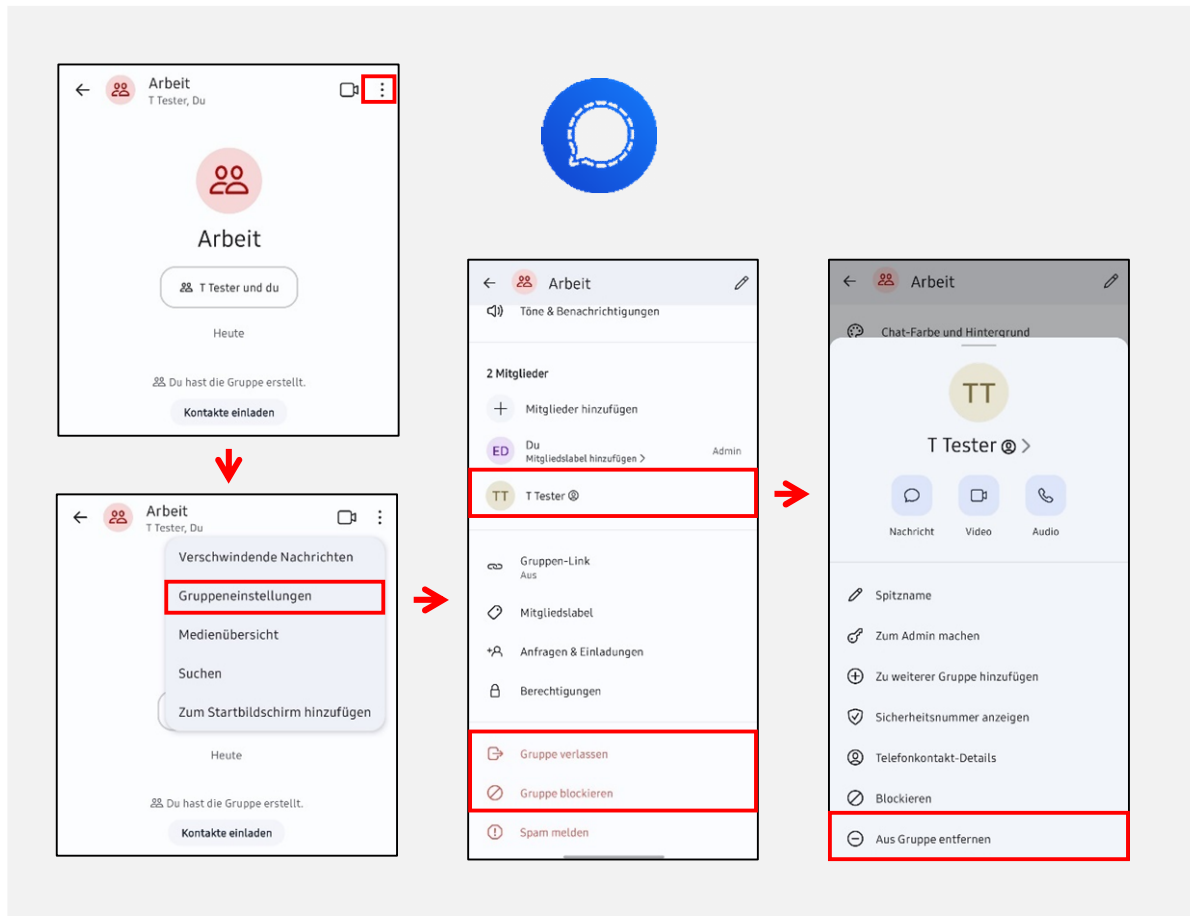 Arbeit
T Tester, Du
Arbeit
T Tester und du
Heute
Du hast die Gruppe erstellt.
Kontakte einladen
Arbeit
T Tester, Du
Verschwindende Nachrichten
Gruppeneinstellungen
Medienübersicht
Suchen
Zum Startbildschirm hinzufügen
Heute
Du hast die Gruppe erstellt.
Kontakte einladen
Arbeit
Töne & Benachrichtigungen
2 Mitglieder
Mitglieder hinzufügen
ED
Du
Mitgliedslabel hinzufügen >
Admin
TT
T Tester
Gruppen-Link
Aus
Mitgliedslabel
Anfragen & Einladungen
Berechtigungen
Gruppe verlassen
Gruppe blockieren
Spam melden
Arbeit
Chat-Farbe und Hintergrund
TT
T Tester >
Nachricht
Video
Audio
Spitzname
Zum Admin machen
Zu weiterer Gruppe hinzufügen
Sicherheitsnummer anzeigen
Telefonkontakt-Details
Blockieren
Aus Gruppe entfernen